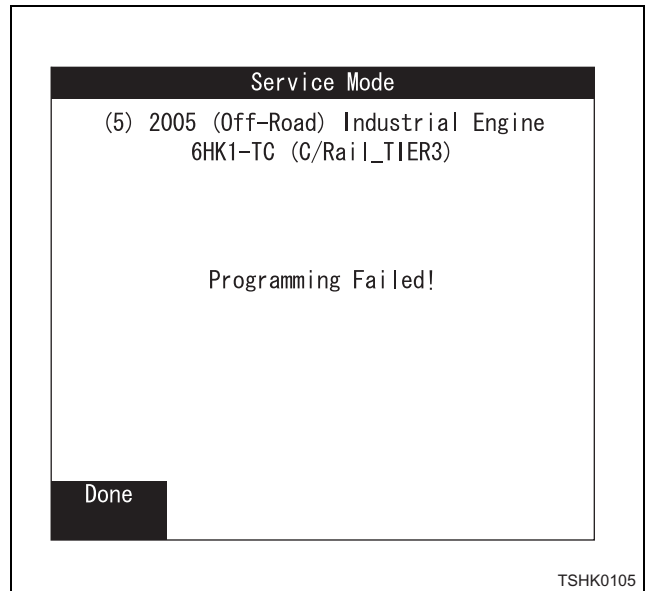 Service Mode
(5) 2005 (Off-Road) Industrial Engine
6HK1-TC (C/Rail_TIER3)
Programming Failed!
Done
TSHK0105